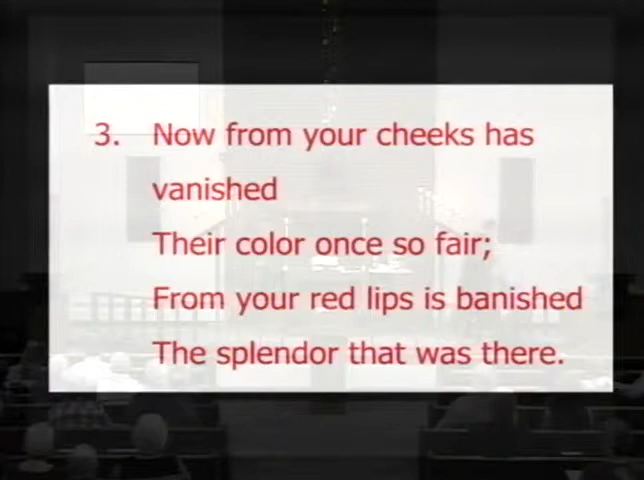 3. Now from your cheeks has
vanished
Their color once so fair;
From your red lips is banished
The splendor that was there.